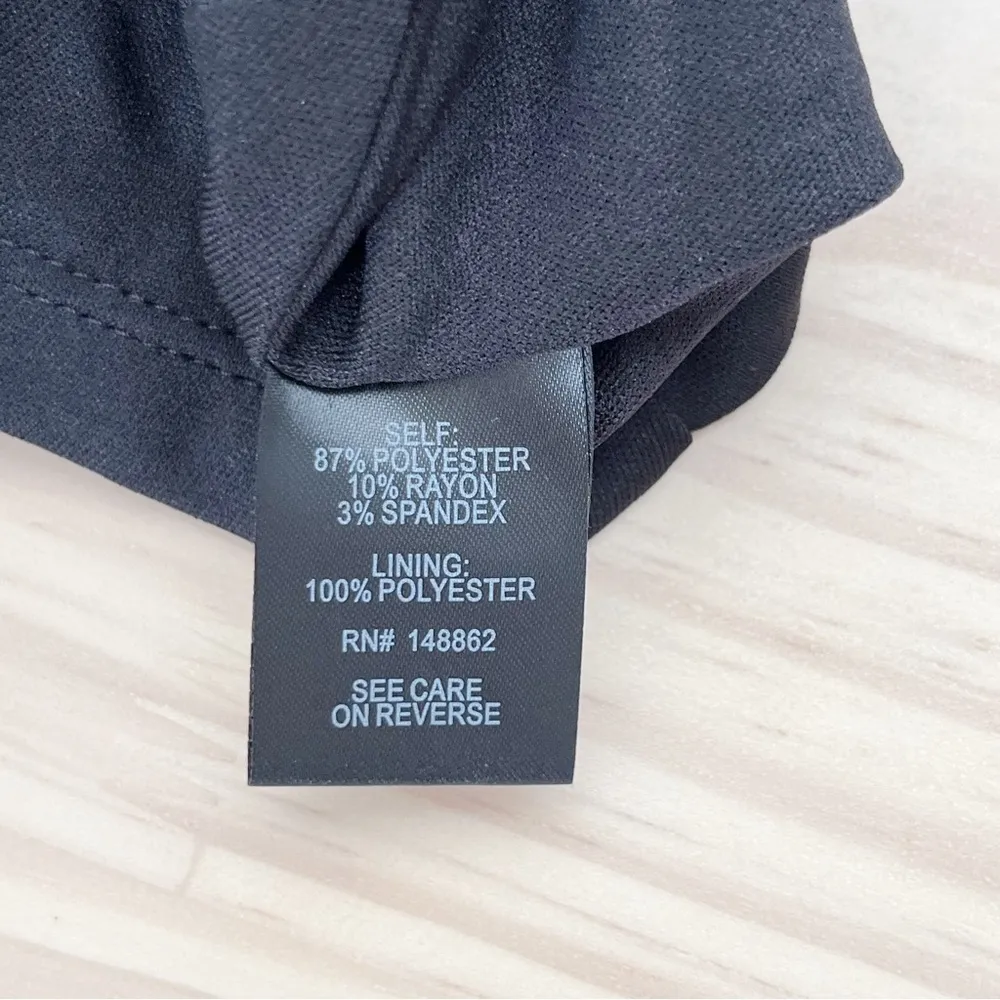 SELF:
87% POLYESTER
10% RAYON
3% SPANDEX
LINING:
100% POLYESTER
RN# 148862
SEE CARE
ON REVERSE